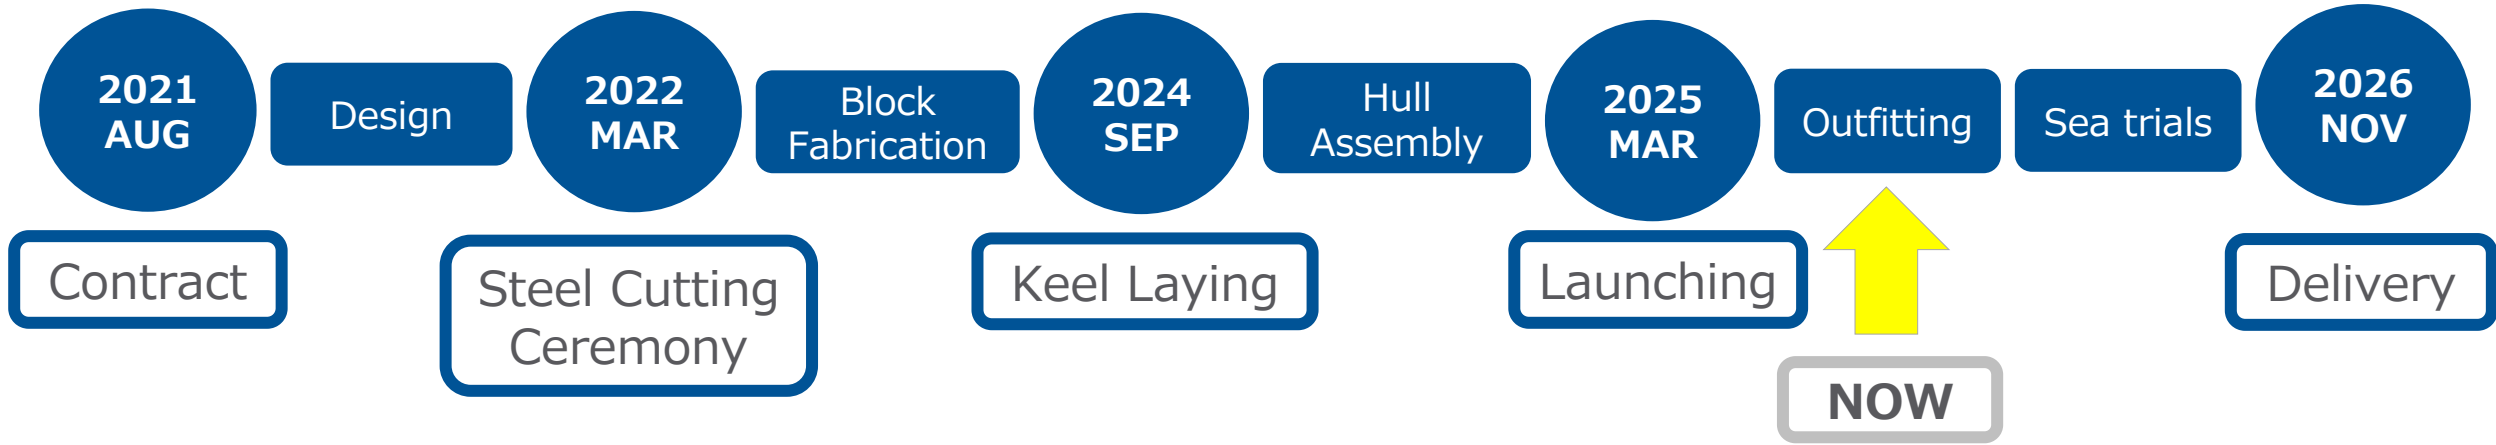 2021
AUG
Design
2022
MAR
Block
Fabrication
2024
SEP
Hull
Assembly
2025
MAR
Outfitting
Sea trials
2026
NOV
Contract
Steel Cutting
Ceremony
Keel Laying
Launching
Delivery
NOW